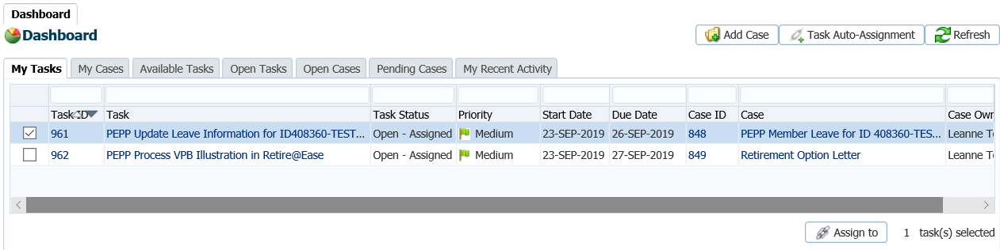 Dashboard
Dashboard
Add Case Task Auto-Assignment Refresh
My Tasks My Cases Available Tasks Open Tasks Open Cases Pending Cases My Recent Activity
Task ID Task Task Status Priority Start Date Due Date Case ID Case Case Own
961 PEPP Update Leave Information for ID408360-TEST... Open - Assigned Medium 23-SEP-2019 26-SEP-2019 848 PEPP Member Leave for ID 408360-TES... Leanne Te
962 PEPP Process VPB Illustration in Retire@Ease Open - Assigned Medium 23-SEP-2019 27-SEP-2019 849 Retirement Option Letter Leanne Te
Assign to 1 task(s) selected